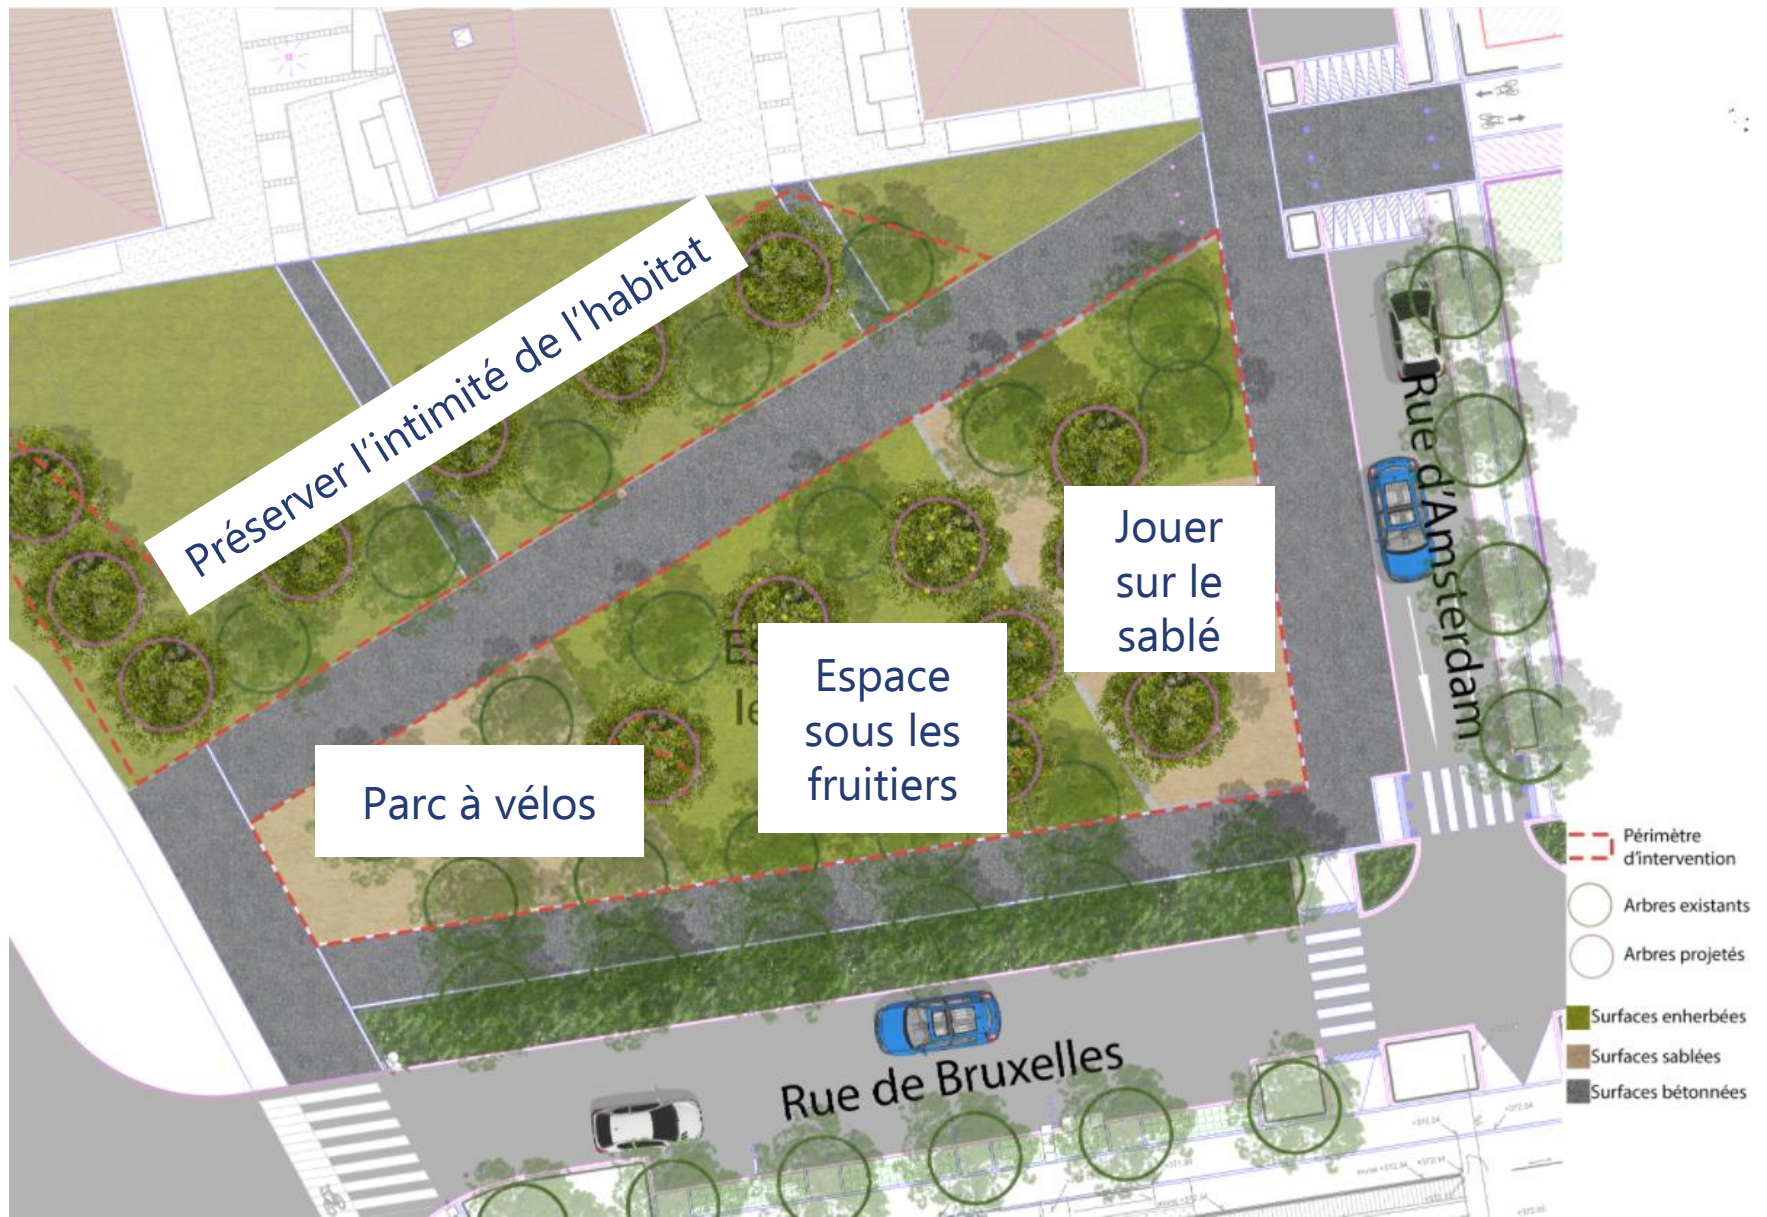 Préserver l'intimité de l'habitat
Jouer
sur le
sablé
Espace
sous les
fruitiers
Parc à vélos
Rue d'Amsterdam
Rue de Bruxelles
Périmètre
d'intervention
Arbres existants
Arbres projetés
Surfaces enherbées
Surfaces sablées
Surfaces bétonnées